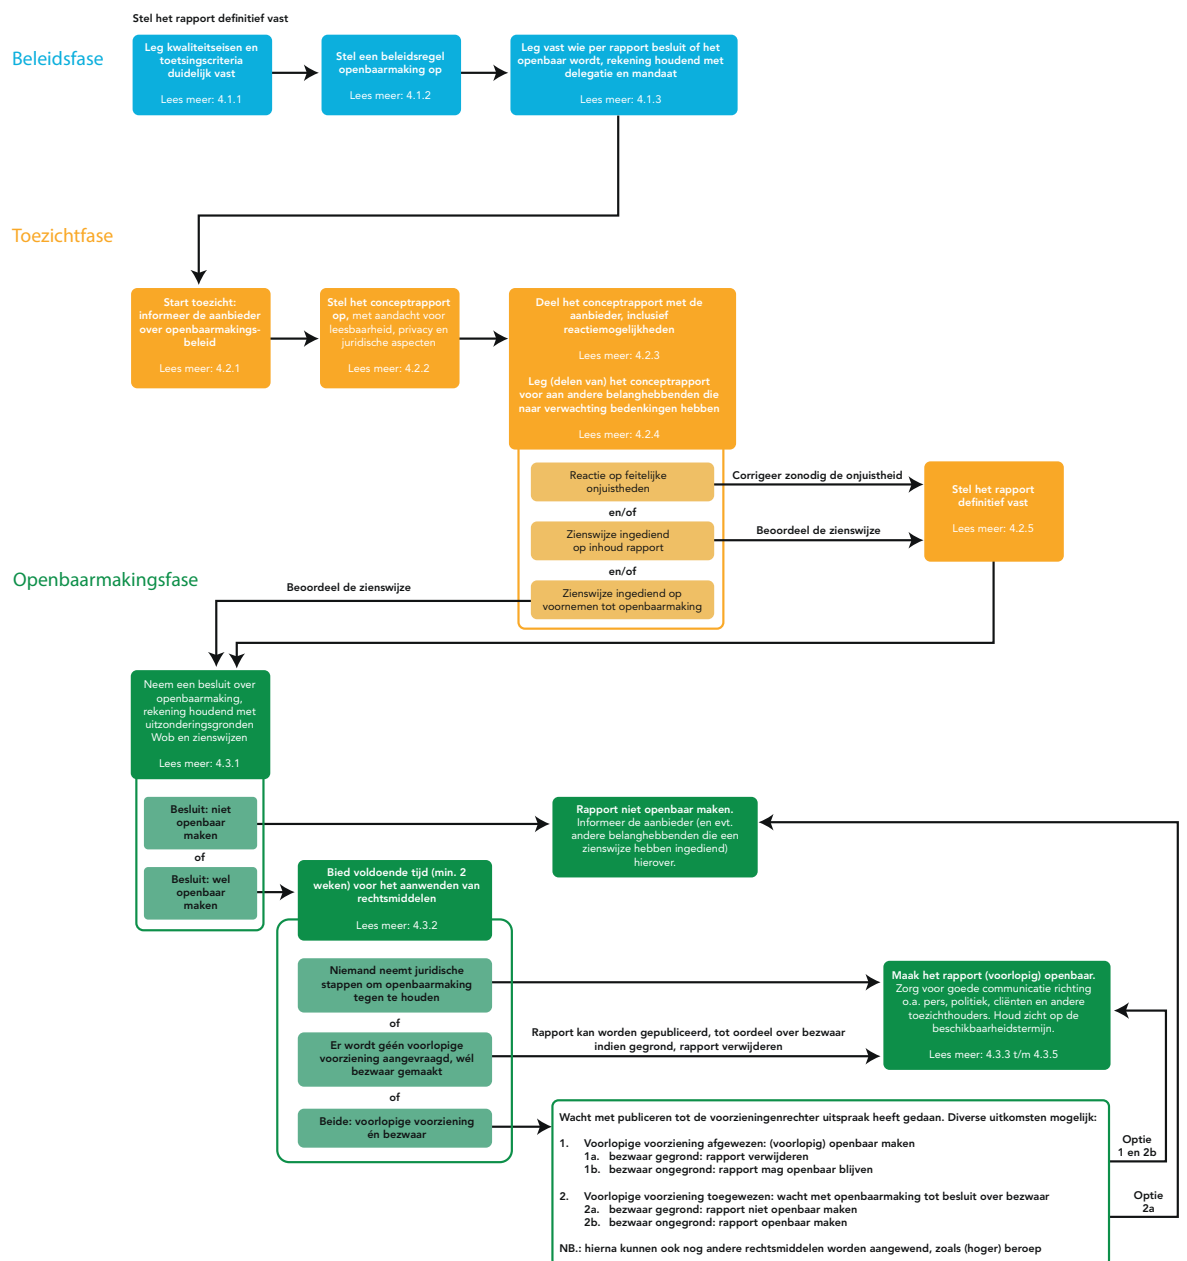 Stel het rapport definitief vast
Beleidsfase
Leg kwaliteitseisen en
toetsingscriteria
duidelijk vast
Lees meer: 4.1.1
Stel een beleidsregel
openbaarmaking op
Lees meer: 4.1.2
Leg vast wie per rapport besluit of het
openbaar wordt, rekening houdend met
delegatie en mandaat
Lees meer: 4.1.3
Toezichtfase
Start toezicht:
informeer de aanbieder
over openbaarmakings-
beleid
Lees meer: 4.2.1
Stel het conceptrapport
op, met aandacht voor
leesbaarheid, privacy en
juridische aspecten
Lees meer: 4.2.2
Deel het conceptrapport met de
aanbieder, inclusief
reactiemogelijkheden
Lees meer: 4.2.3
Leg (delen van) het conceptrapport
voor aan andere belanghebbenden die
naar verwachting bedenkingen hebben
Lees meer: 4.2.4
Reactie op feitelijke
onjuistheden
en/of
Zienswijze ingediend
op inhoud rapport
en/of
Zienswijze ingediend op
voornemen tot openbaarmaking
Corrigeer zonodig de onjuistheid
Beoordeel de zienswijze
Stel het rapport
definitief vast
Lees meer: 4.2.5
Openbaarmakingsfase
Beoordeel de zienswijze
Neem een besluit over
openbaarmaking,
rekening houdend met
uitzonderingsgronden
Wob en zienswijzen
Lees meer: 4.3.1
Besluit: niet
openbaar
maken
of
Besluit: wel
openbaar
maken
Rapport niet openbaar maken.
Informeer de aanbieder (en evt.
andere belanghebbenden die een
zienswijze hebben ingediend)
hierover.
Bied voldoende tijd (min. 2
weken) voor het aanwenden van
rechtsmiddelen
Lees meer: 4.3.2
Niemand neemt juridische
stappen om openbaarmaking
tegen te houden
of
Er wordt géén voorlopige
voorziening aangevraagd, wél
bezwaar gemaakt
of
Beide: voorlopige voorziening
én bezwaar
Rapport kan worden gepubliceerd, tot oordeel over bezwaar
indien gegrond, rapport verwijderen
Maak het rapport (voorlopig) openbaar.
Zorg voor goede communicatie richting
o.a. pers, politiek, cliënten en andere
toezichthouders. Houd zicht op de
beschikbaarheidstermijn.
Lees meer: 4.3.3 t/m 4.3.5
Wacht met publiceren tot de voorzieningenrechter uitspraak heeft gedaan. Diverse uitkomsten mogelijk:
1. Voorlopige voorziening afgewezen: (voorlopig) openbaar maken
1a. bezwaar gegrond: rapport verwijderen
1b. bezwaar ongegrond: rapport mag openbaar blijven
2. Voorlopige voorziening toegewezen: wacht met openbaarmaking tot besluit over bezwaar
2a. bezwaar gegrond: rapport niet openbaar maken
2b. bezwaar ongegrond: rapport openbaar maken
NB.: hierna kunnen ook nog andere rechtsmiddelen worden aangewend, zoals (hoger) beroep
Optie
1 en 2b
Optie
2a